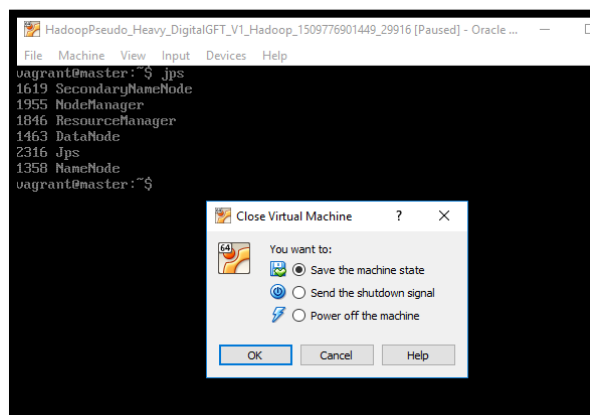 HadoopPseudo_Heavy_DigitalGFT_V1_Hadoop_1509776901449_29916 [Paused] - Oracle ...
File Machine View Input Devices Help
vagrant@master:~$ jps
1619 SecondaryNameNode
1955 NodeManager
1846 ResourceManager
1463 DataNode
2316 Jps
1358 NameNode
vagrant@master:~$
Close Virtual Machine ?
64
You want to:
Save the machine state
Send the shutdown signal
Power off the machine
OK Cancel Help